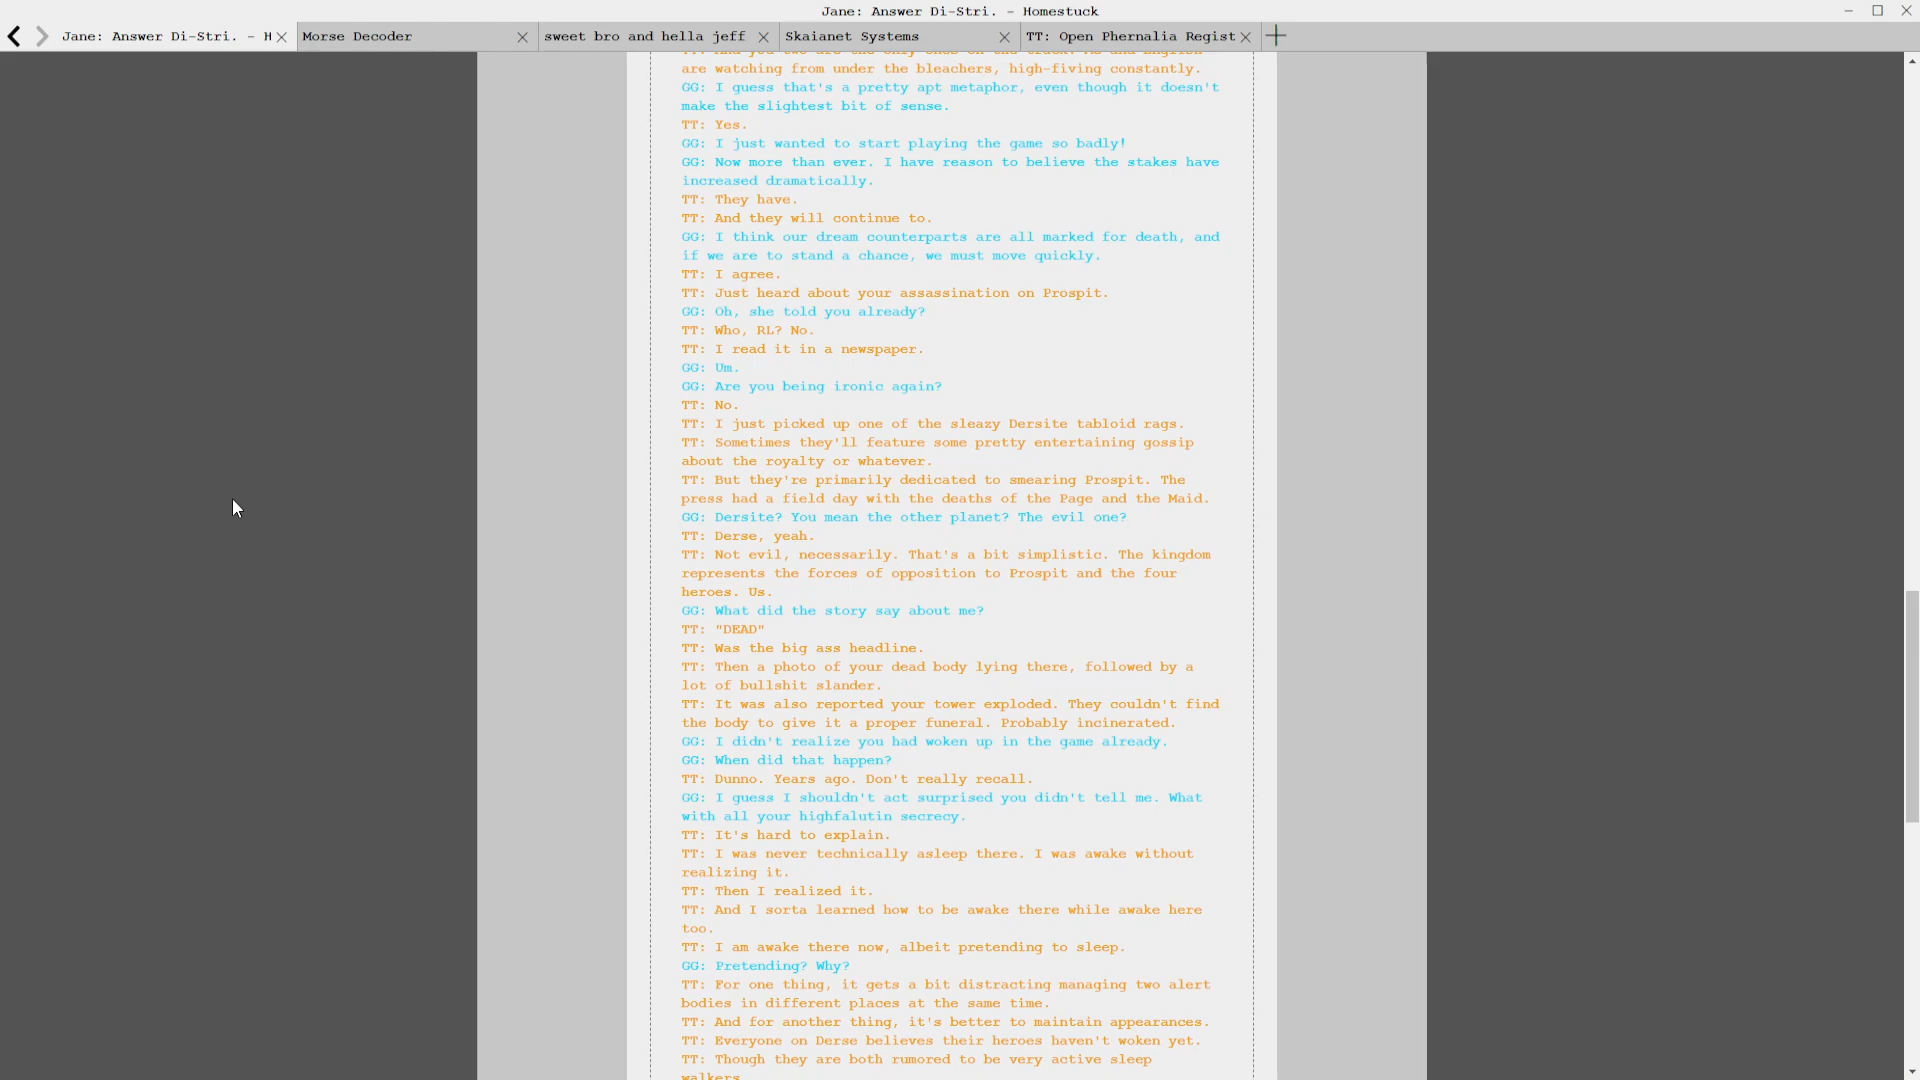 Jane: Answer Di-Stri. - Homestuck
Jane: Answer Di-Stri. - H
Morse Decoder
sweet bro and hella jeff
Skaianet Systems
TT: Open Phernalia Regist
are watching from under the bleachers, high-fiving constantly.
GG: I guess that's a pretty apt metaphor, even though it doesn't
make the slightest bit of sense.
TT: Yes.
GG: I just wanted to start playing the game so badly!
GG: Now more than ever. I have reason to believe the stakes have
increased dramatically.
TT: They have.
TT: And they will continue to.
GG: I think our dream counterparts are all marked for death, and
if we are to stand a chance, we must move quickly.
TT: I agree.
TT: Just heard about your assassination on Prospit.
GG: Oh, she told you already?
TT: Who, RL? No.
TT: I read it in a newspaper.
GG: Um.
GG: Are you being ironic again?
TT: No.
TT: I just picked up one of the sleazy Dersite tabloid rags.
TT: Sometimes they'll feature some pretty entertaining gossip
about the royalty or whatever.
TT: But they're primarily dedicated to smearing Prospit. The
press had a field day with the deaths of the Page and the Maid.
GG: Dersite? You mean the other planet? The evil one?
TT: Derse, yeah.
TT: Not evil, necessarily. That's a bit simplistic. The kingdom
represents the forces of opposition to Prospit and the four
heroes. Us.
GG: What did the story say about me?
TT: "DEAD"
TT: Was the big ass headline.
TT: Then a photo of your dead body lying there, followed by a
lot of bullshit slander.
TT: It was also reported your tower exploded. They couldn't find
the body to give it a proper funeral. Probably incinerated.
GG: I didn't realize you had woken up in the game already.
GG: When did that happen?
TT: Dunno. Years ago. Don't really recall.
GG: I guess I shouldn't act surprised you didn't tell me. What
with all your highfalutin secrecy.
TT: It's hard to explain.
TT: I was never technically asleep there. I was awake without
realizing it.
TT: Then I realized it.
TT: And I sorta learned how to be awake there while awake here
too.
TT: I am awake there now, albeit pretending to sleep.
GG: Pretending? Why?
TT: For one thing, it gets a bit distracting managing two alert
bodies in different places at the same time.
TT: And for another thing, it's better to maintain appearances.
TT: Everyone on Derse believes their heroes haven't woken yet.
TT: Though they are both rumored to be very active sleep
walkers